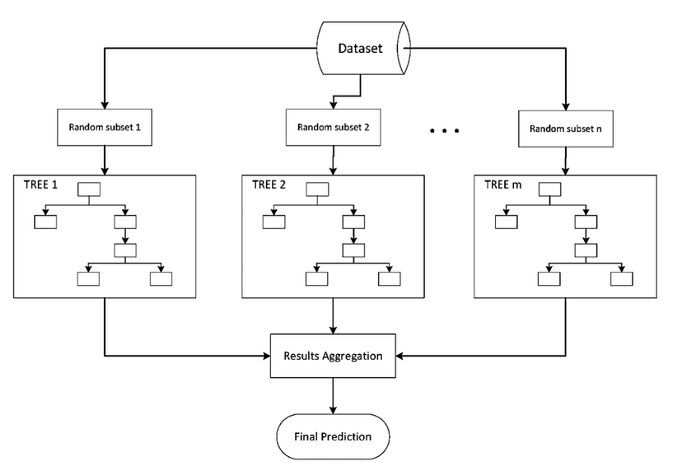 Dataset
Random subset 1
Random subset 2
Random subset n
TREE 1
TREE 2
TREE m
Results Aggregation
Final Prediction